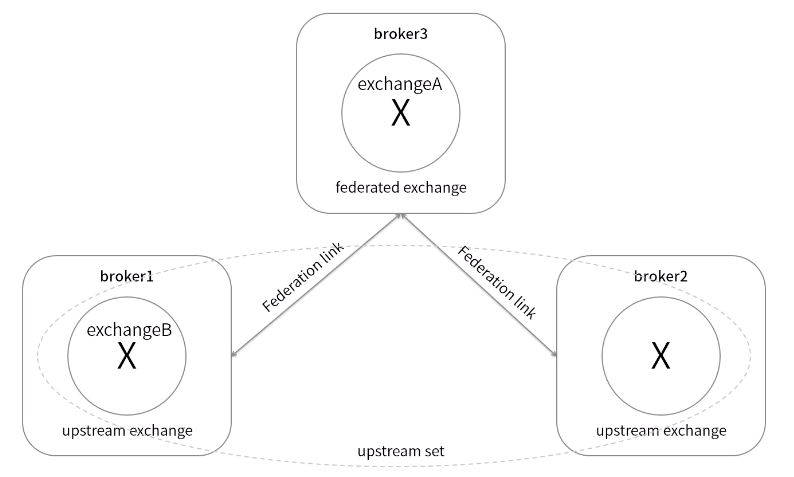 broker3
exchangeA
X
federated exchange
Federation link
Federation link
broker1
exchangeB
X
upstream exchange
broker2
X
upstream exchange
upstream set